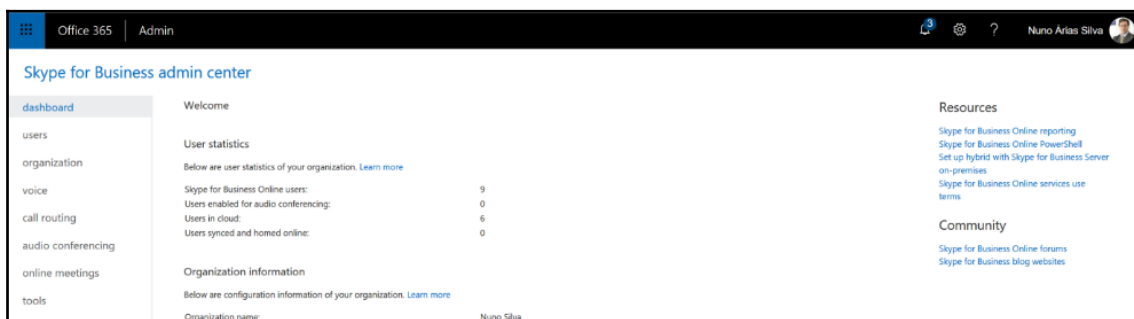 Office 365 Admin 3 ? Nuno Árias Silva
Skype for Business admin center
dashboard
users
organization
voice
call routing
audio conferencing
online meetings
tools
Welcome
User statistics
Below are user statistics of your organization. Learn more
Skype for Business Online users: 9
Users enabled for audio conferencing: 0
Users in cloud: 6
Users synced and homed online: 0
Organization information
Below are configuration information of your organization. Learn more
Organization name: Nuno Silva
Resources
Skype for Business Online reporting
Skype for Business Online PowerShell
Set up hybrid with Skype for Business Server
on-premises
Skype for Business Online services use
terms
Community
Skype for Business Online forums
Skype for Business blog websites